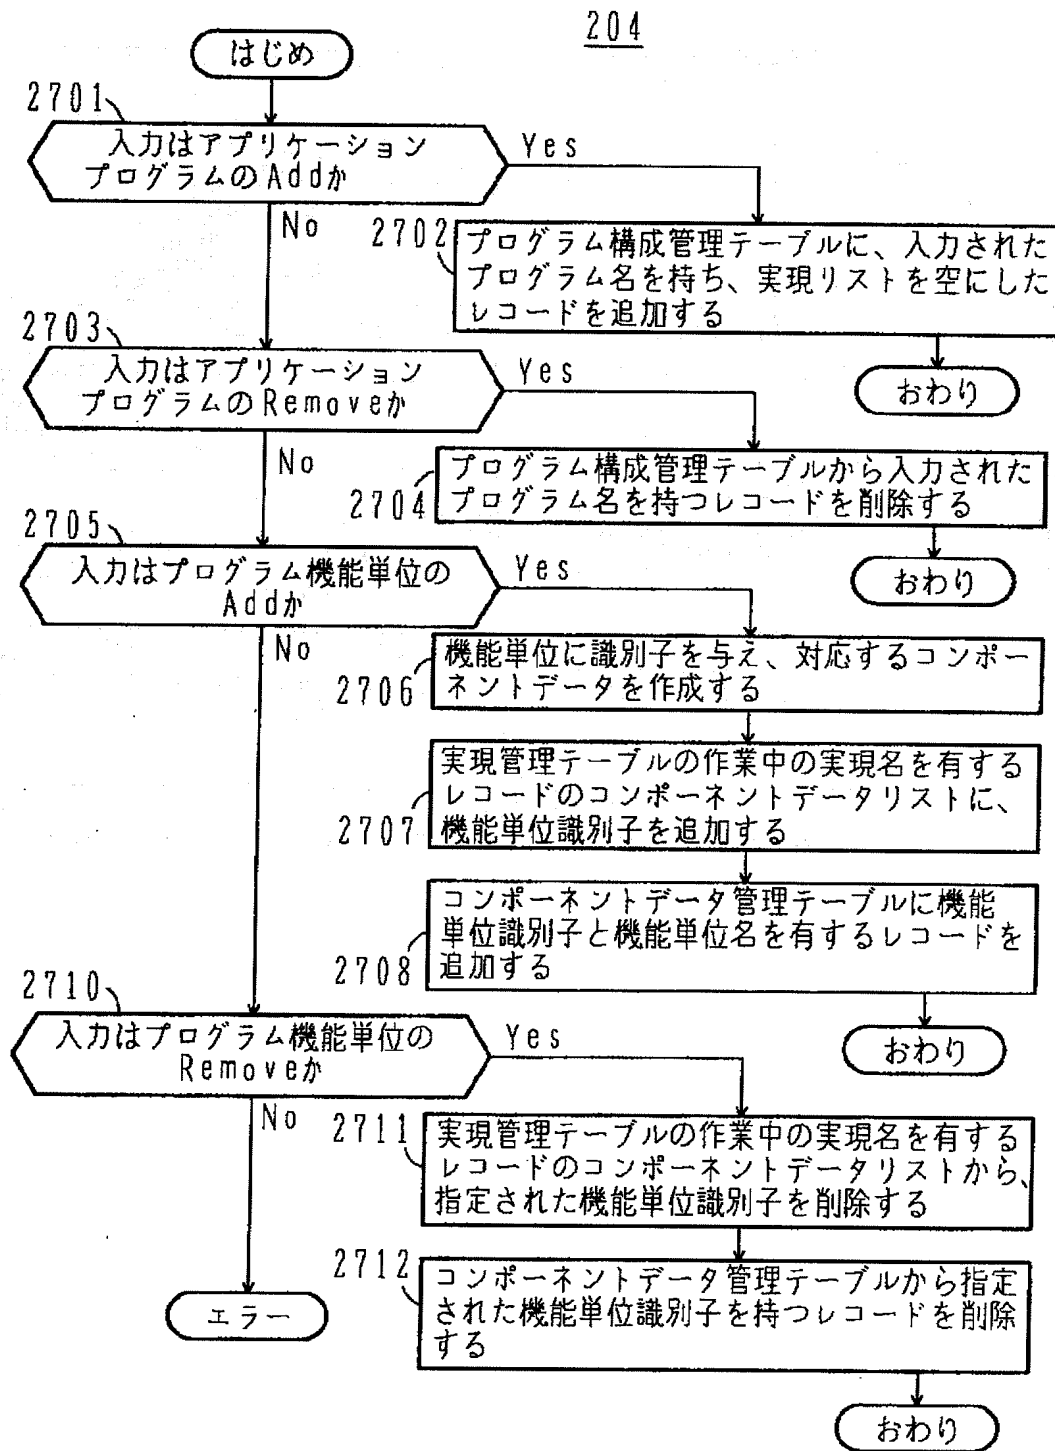 204
はじめ
2701
入力はアプリケーション
プログラムのAddか
Yes
No
2702
プログラム構成管理テーブルに、入力された
プログラム名を持ち、実現リストを空にした
レコードを追加する
おわり
2703
入力はアプリケーション
プログラムのRemoveか
Yes
No
2704
プログラム構成管理テーブルから入力された
プログラム名を持つレコードを削除する
おわり
2705
入力はプログラム機能単位の
Addか
Yes
No
2706
機能単位に識別子を与え、対応するコンポー
ネントデータを作成する
2707
実現管理テーブルの作業中の実現名を有する
レコードのコンポーネントデータリストに、
機能単位識別子を追加する
2708
コンポーネントデータ管理テーブルに機能
単位識別子と機能単位名を有するレコードを
追加する
おわり
2710
入力はプログラム機能単位の
Removeか
Yes
No
2711
実現管理テーブルの作業中の実現名を有する
レコードのコンポーネントデータリストから、
指定された機能単位識別子を削除する
2712
コンポーネントデータ管理テーブルから指定
された機能単位識別子を持つレコードを削除
する
エラー
おわり